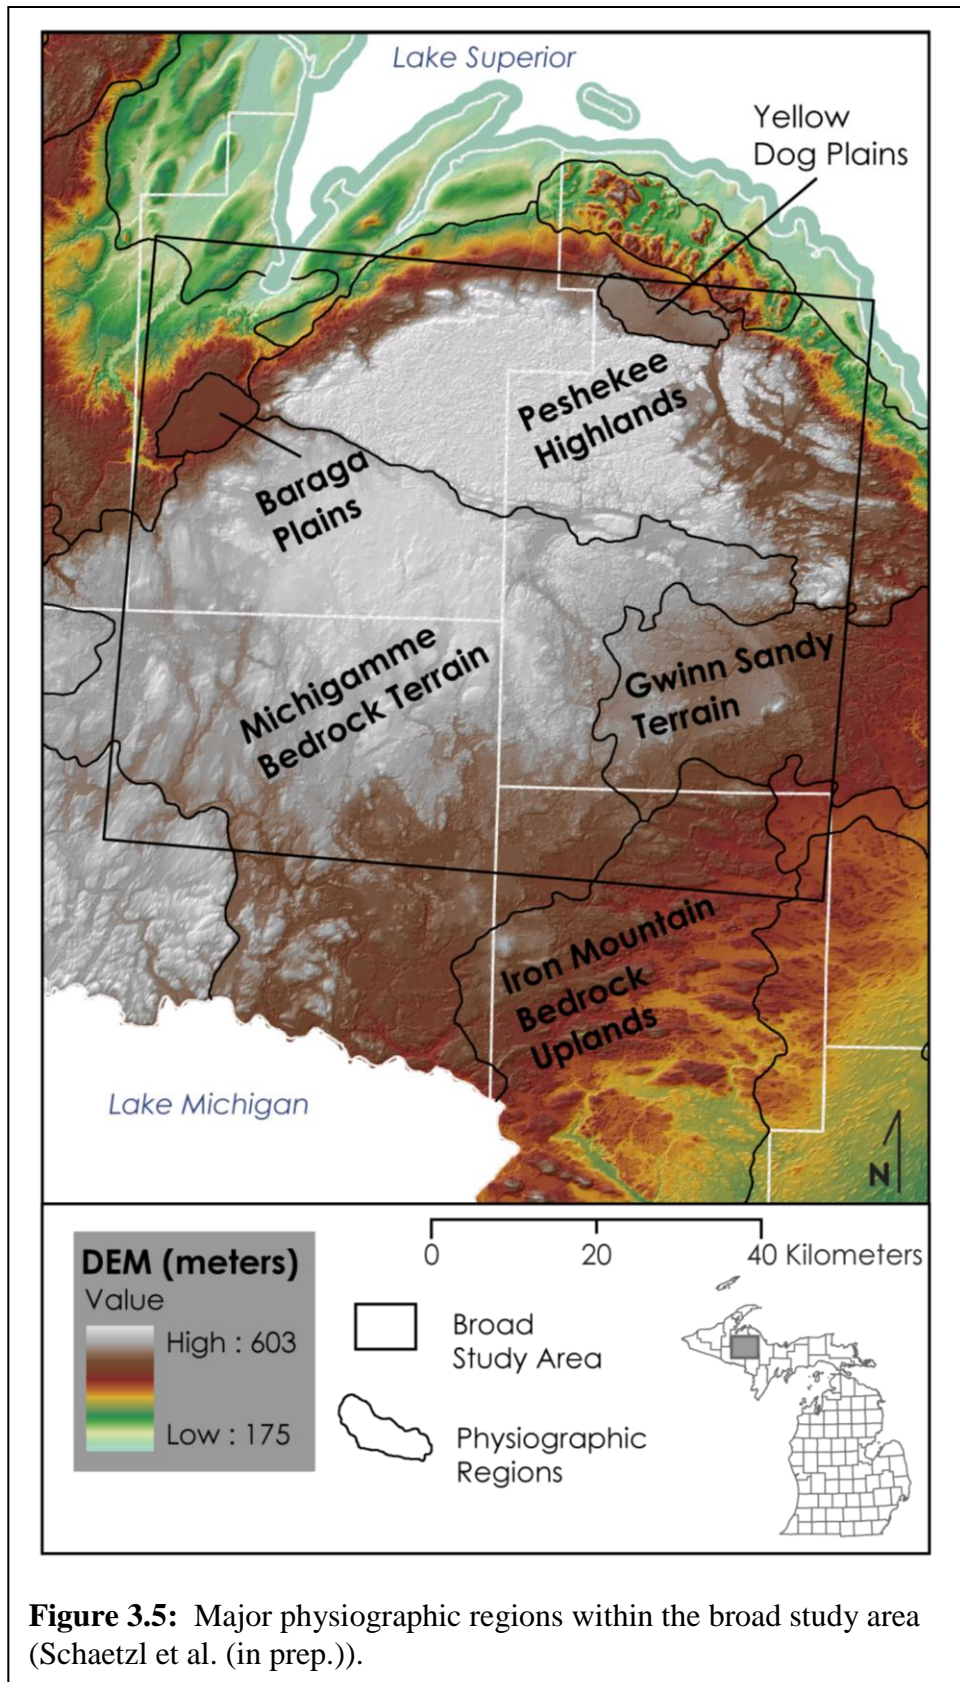 Lake Superior
Yellow
Dog Plains
Peshekee
Highlands
Baraga
Plains
Michigamme
Bedrock Terrain
Gwinn Sandy
Terrain
Iron Mountain
Bedrock
Uplands
Lake Michigan
N
DEM (meters)
Value
High : 603
Low : 175
0 20 40 Kilometers
Broad
Study Area
Physiographic
Regions
Figure 3.5: Major physiographic regions within the broad study area
(Schaetzl et al. (in prep.)).